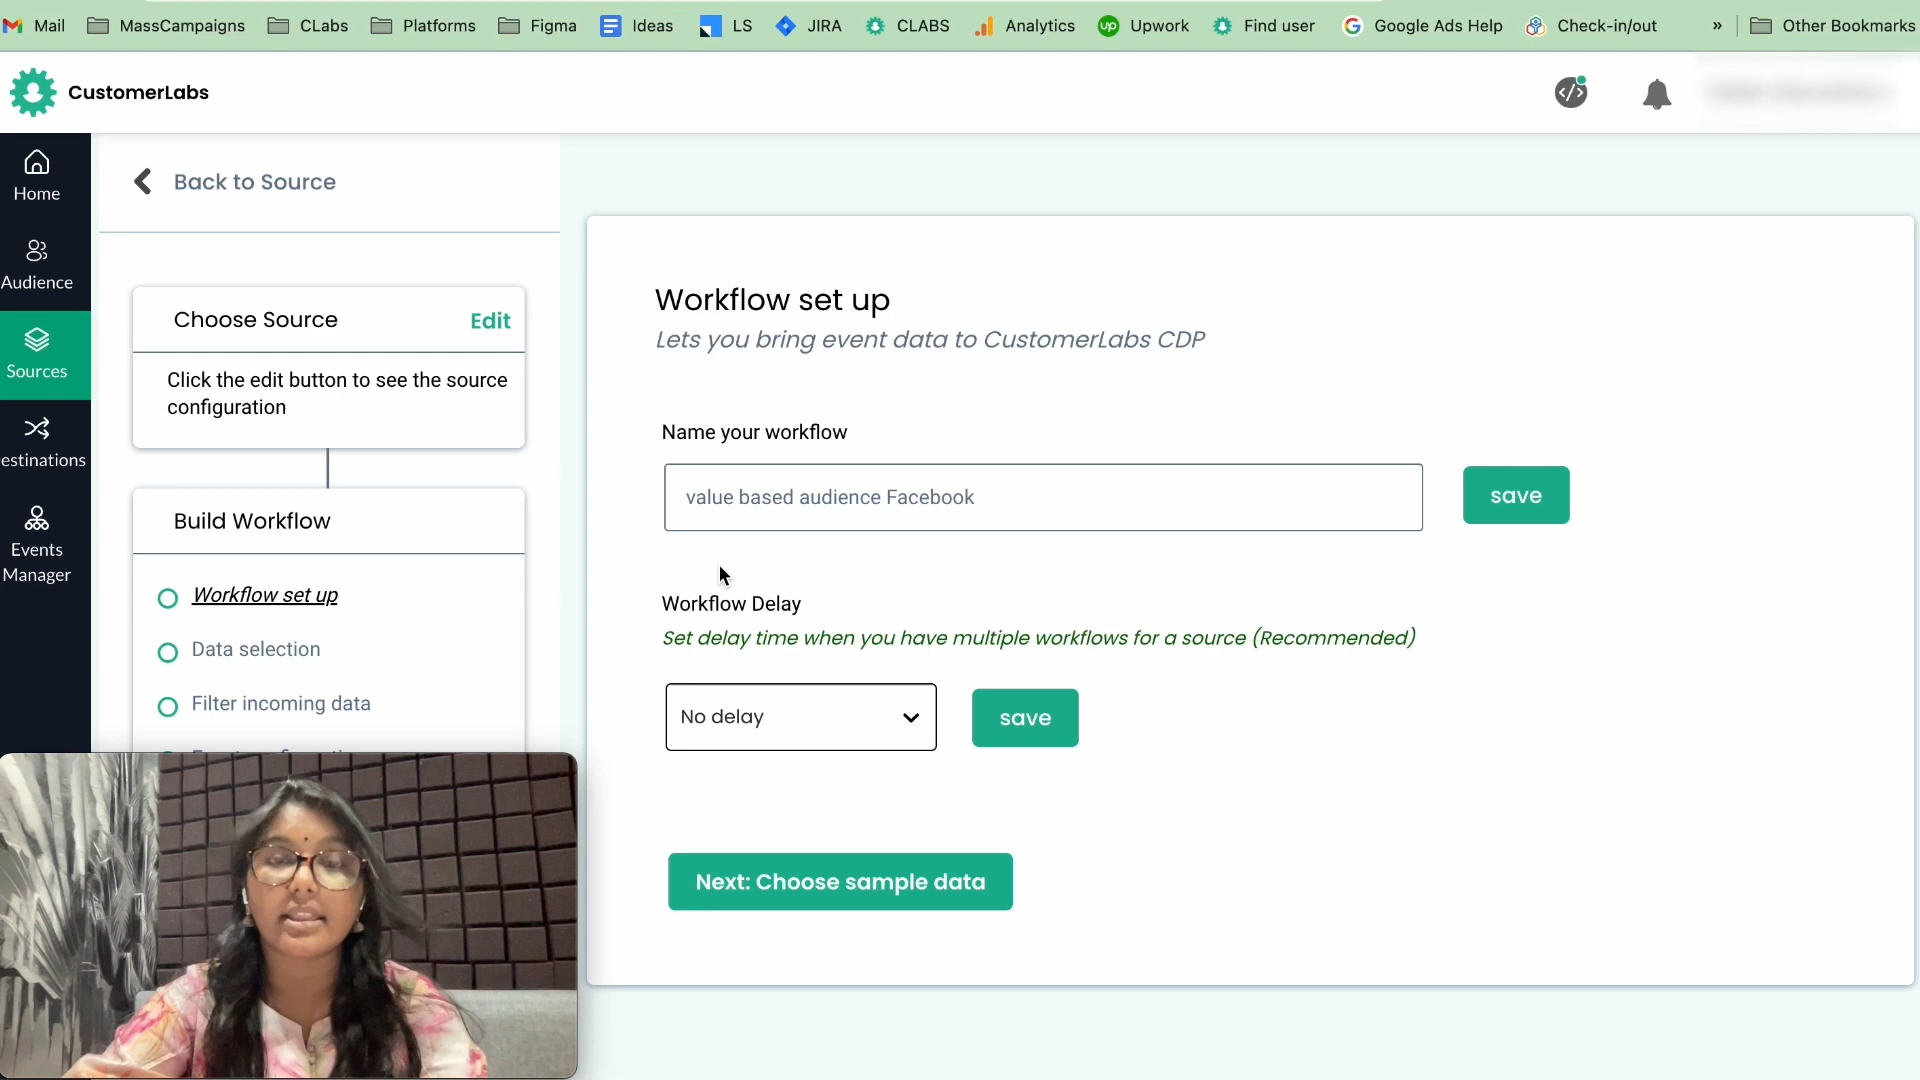 Mail
MassCampaigns
CLabs
Platforms
Figma
Ideas
LS
JIRA
CLABS
Analytics
up Upwork
Find user
Google Ads Help
Check-in/out
»
Other Bookmarks
CustomerLabs
Home
Audience
Sources
estinations
Events
Manager
Back to Source
Choose Source
Edit
Click the edit button to see the source
configuration
Build Workflow
Workflow set up
Data selection
Filter incoming data
Workflow set up
Lets you bring event data to CustomerLabs CDP
Name your workflow
value based audience Facebook
save
Workflow Delay
Set delay time when you have multiple workflows for a source (Recommended)
No delay
save
Next: Choose sample data